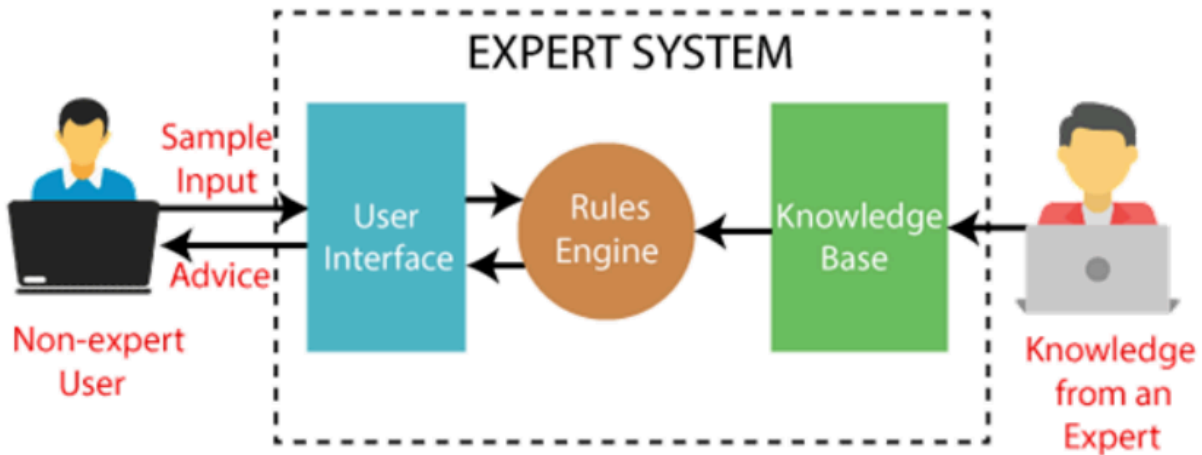 EXPERT SYSTEM
Sample
Input
Advice
Non-expert
User
User
Interface
Rules
Engine
Knowledge
Base
Knowledge
from an
Expert